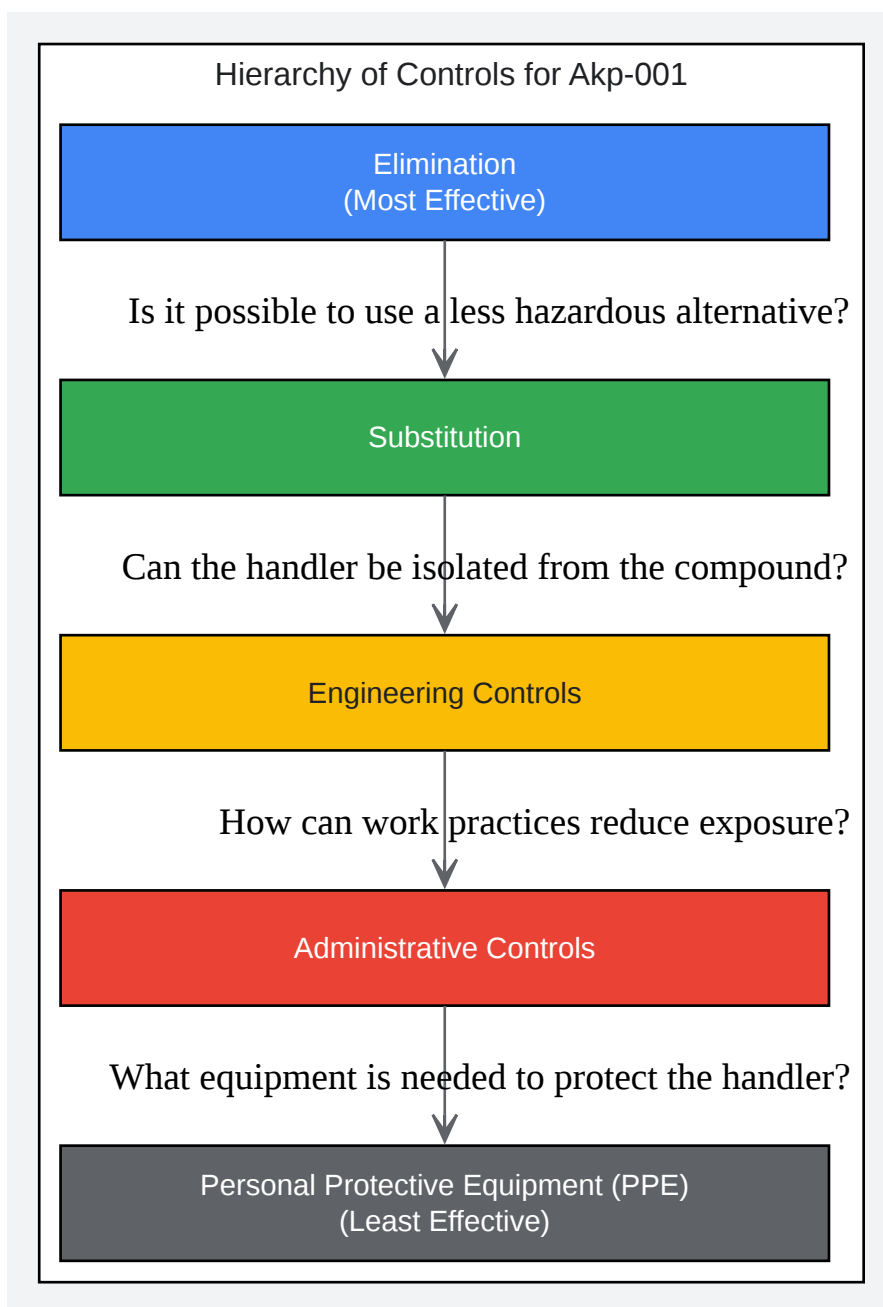 Hierarchy of Controls for Akp-001
Elimination
(Most Effective)
Is it possible to use a less hazardous alternative?
Substitution
Can the handler be isolated from the compound?
Engineering Controls
How can work practices reduce exposure?
Administrative Controls
What equipment is needed to protect the handler?
Personal Protective Equipment (PPE)
(Least Effective)